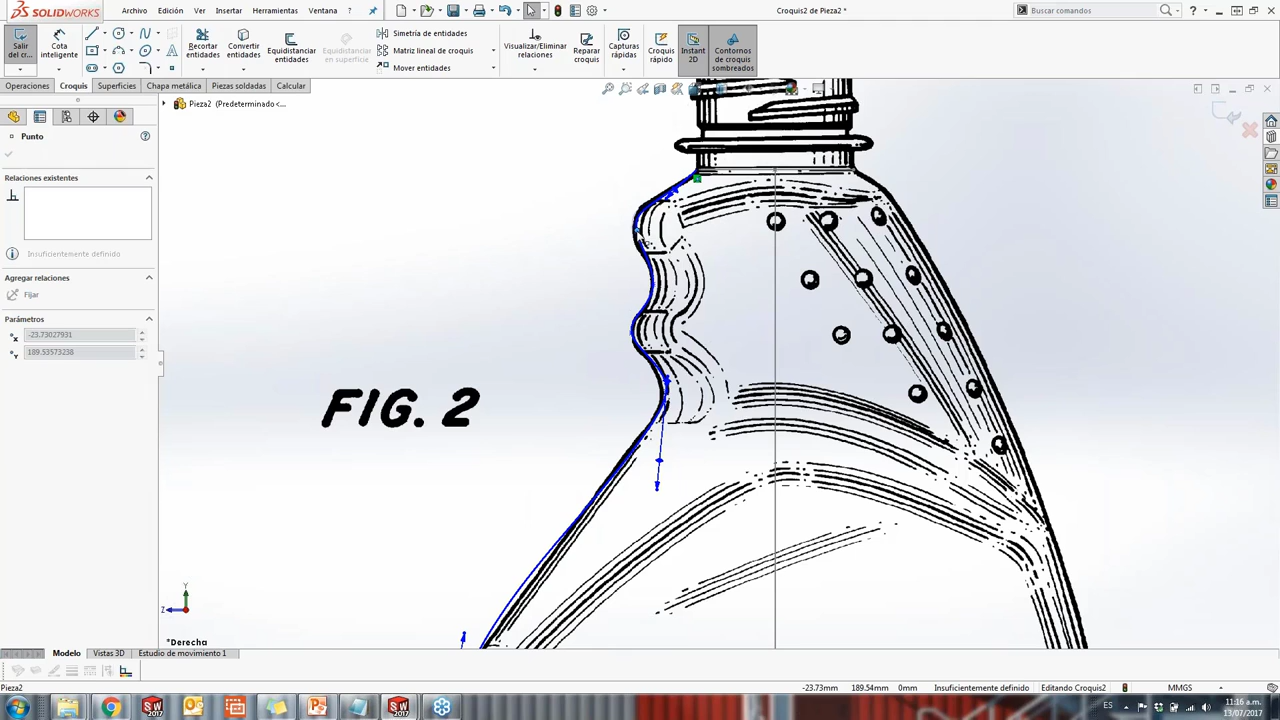 SOLIDWORKS
Archivo Edición Ver Insertar Herramientas Ventana ?
Croquis2 de Pieza2 *
Buscar comandos
Salir del cr...
Cota inteligente
Recortar entidades
Convertir entidades
Equidistanciar entidades
Equidistanciar en superficie
Simetría de entidades
Matriz lineal de croquis
Mover entidades
Visualizar/Eliminar relaciones
Reparar croquis
Capturas rápidas
Croquis rápido
Instant 2D
Contornos de croquis sombreados
Operaciones Croquis Superficies Chapa metálica Piezas soldadas Calcular
Pieza2 (Predeterminado <...
Punto
Relaciones existentes
Insuficientemente definido
Agregar relaciones
Fijar
Parámetros
-23.73027931
189.53573238
FIG. 2
Y
Z
*Derecha
Modelo Vistas 3D Estudio de movimiento 1
Pieza2
-23.73mm 189.54mm 0mm Insuficientemente definido Editando Croquis2 MMGS
ES 11:16 a.m.
13/07/2017